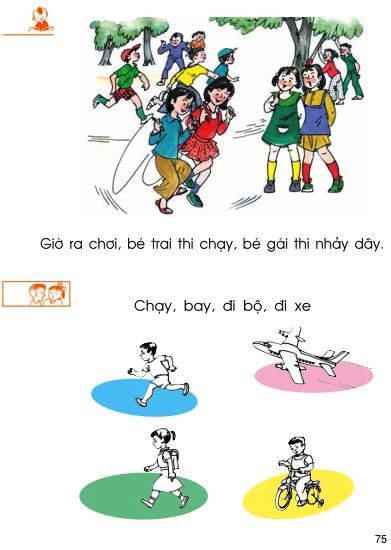 Giờ ra chơi, bé trai thi chạy, bé gái thi nhảy dây.
Chạy, bay, đi bộ, đi xe
75